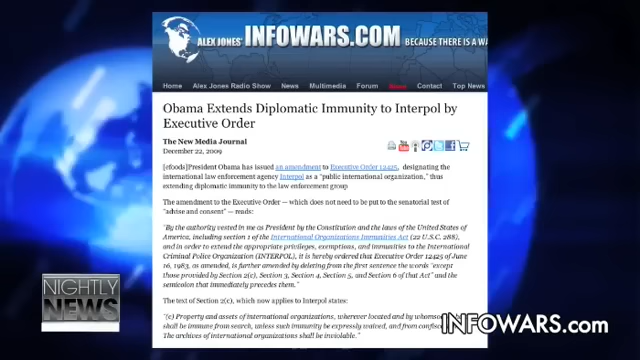 ALEX JONES' INFOWARS.COM BECAUSE THERE IS A WA
Home Alex Jones Radio Show News Multimedia Forum Contact Top News
Obama Extends Diplomatic Immunity to Interpol by
Executive Order
The New Media Journal
December 22, 2009
[efoods]President Obama has issued an amendment to Executive Order 12425, designating the
international law enforcement agency Interpol as a "public international organization," thus
extending diplomatic immunity to the law enforcement group
The amendment to the Executive Order — which does not need to be put to the senatorial test of
"advise and consent" — reads:
"By the authority vested in me as President by the Constitution and the laws of the United States of
America, including section 1 of the International Organizations Immunities Act (22 U.S.C. 288),
and in order to extend the appropriate privileges, exemptions, and immunities to the International
Criminal Police Organization (INTERPOL), it is hereby ordered that Executive Order 12425 of June
16, 1983, as amended, is further amended by deleting from the first sentence the words "except
those provided by Section 2(c), Section 3, Section 4, Section 5, and Section 6 of that Act" and the
semicolon that immediately precedes them."
The text of Section 2(c), which now applies to Interpol states:
"(c) Property and assets of international organizations, wherever located and by whomso
shall be immune from search, unless such immunity be expressly waived, and from confisc
The archives of international organizations shall be inviolable."
NIGHTLY
NEWS
INFOWARS.com